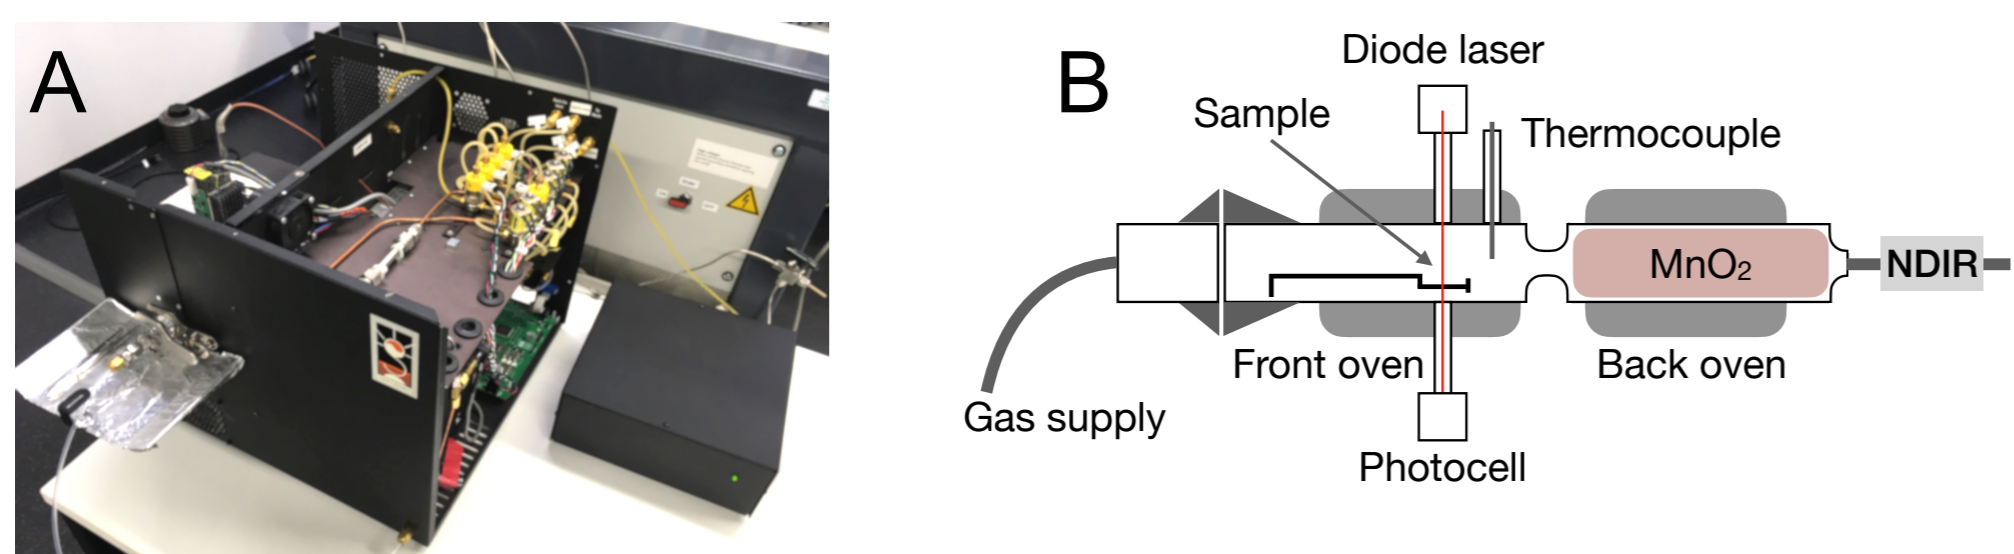 A
B
Diode laser
Sample
Thermocouple
MnO₂
NDIR
Front oven
Back oven
Gas supply
Photocell